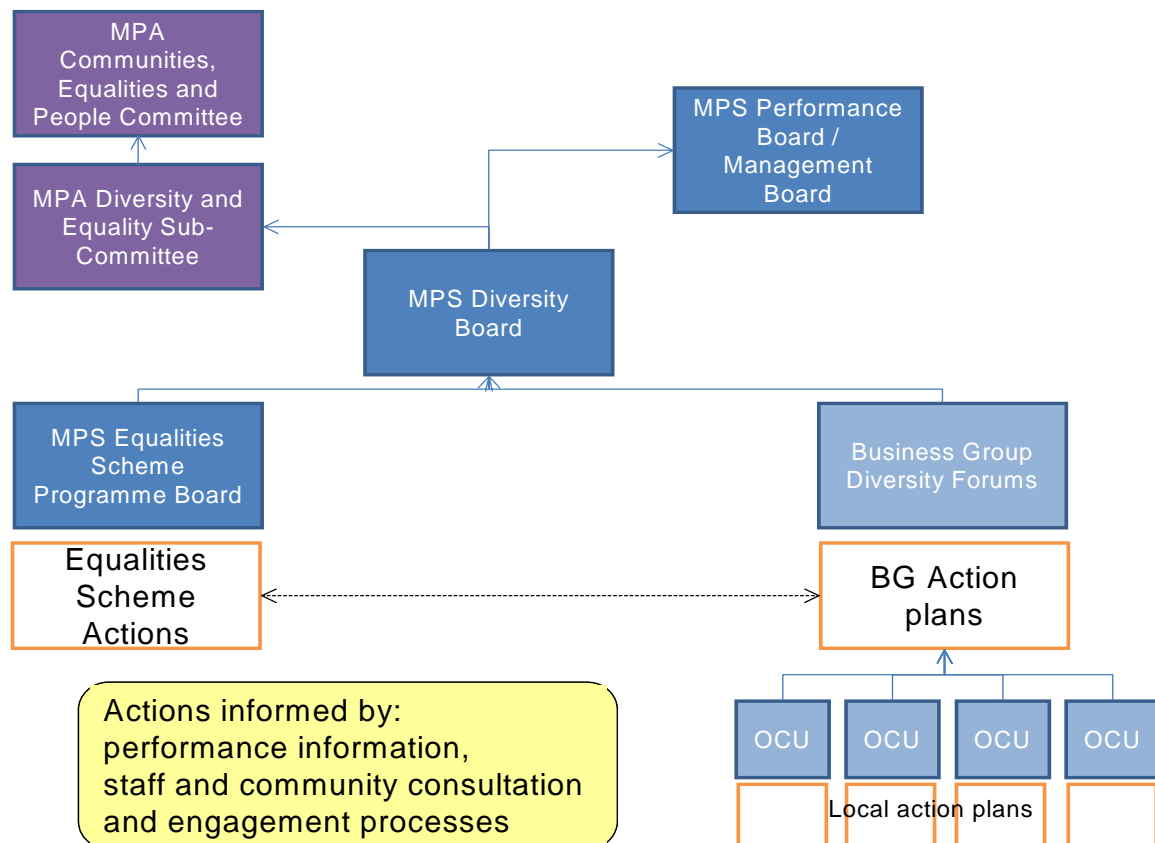 MPA
Communities,
Equalities and
People Committee
MPS Performance
Board /
Management
Board
MPA Diversity and
Equality Sub-
Committee
MPS Diversity
Board
MPS Equalities
Scheme
Programme Board
Business Group
Diversity Forums
Equalities
Scheme
Actions
BG Action
plans
Actions informed by:
performance information,
staff and community consultation
and engagement processes
OCU
OCU
OCU
OCU
Local action plans